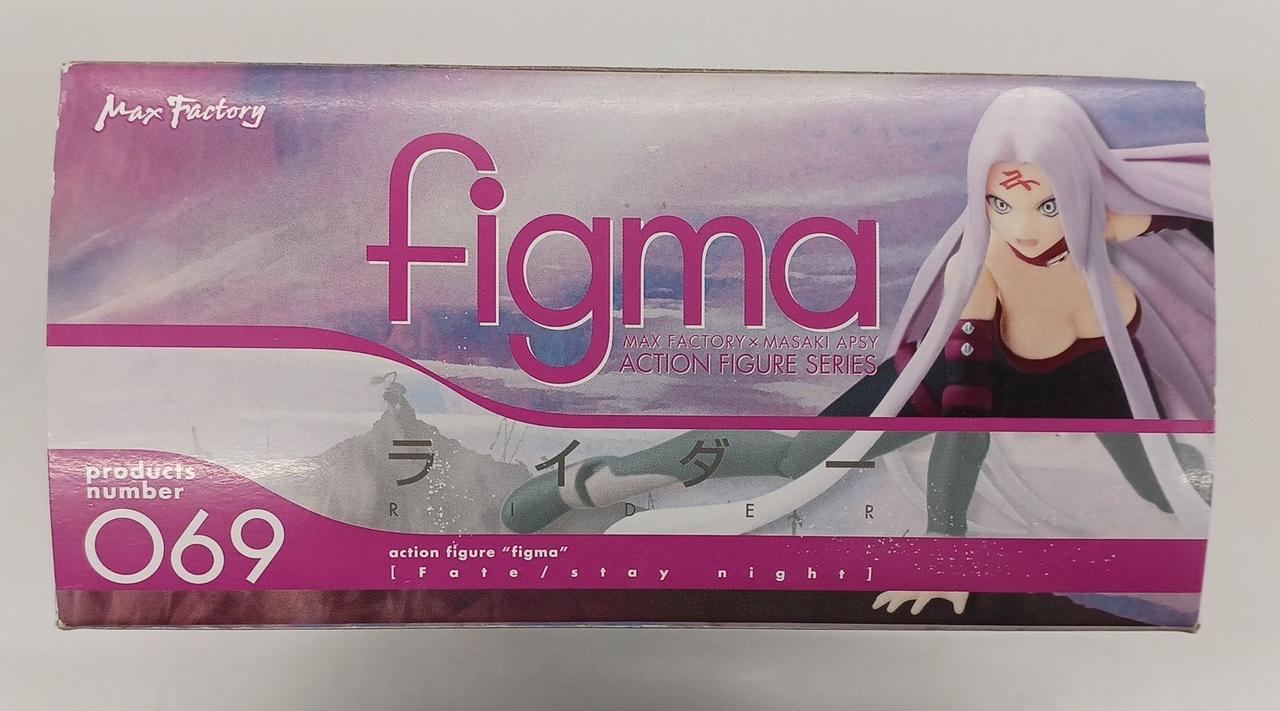 Max Factory
figma
MAX FACTORY×MASAKI APSY
ACTION FIGURE SERIES
ライダー
RIDER
products
number
069
action figure "figma"
[Fate/stay night]